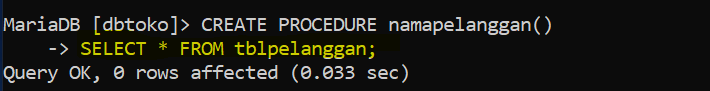 MariaDB [dbtoko]> CREATE PROCEDURE namapelanggan()
    -> SELECT * FROM tblpelanggan;
Query OK, 0 rows affected (0.033 sec)